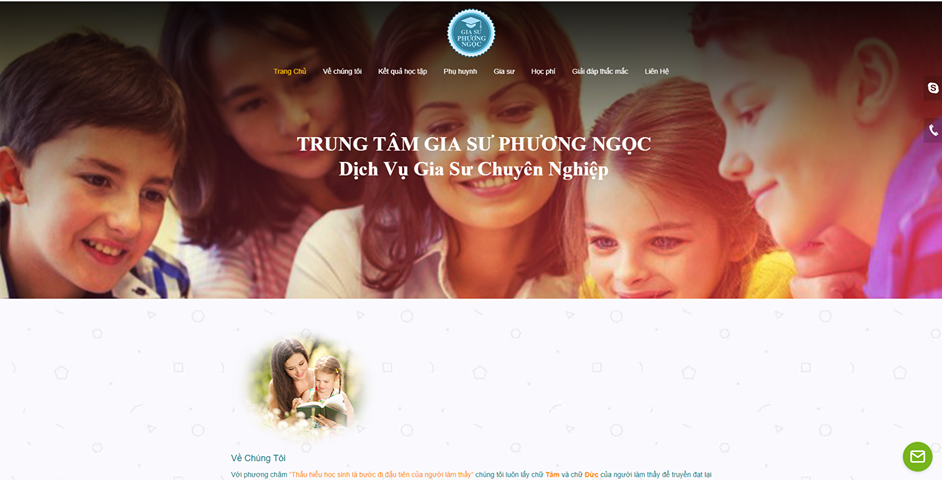 GIA SƯ
PHƯƠNG
NGỌC
Trang Chủ Về chúng tôi Kết quả học tập Phụ huynh Gia sư Học phí Giải đáp thắc mắc Liên Hệ
TRUNG TÂM GIA SƯ PHƯƠNG NGỌC
Dịch Vụ Gia Sư Chuyên Nghiệp
Về Chúng Tôi
Với phương châm "Thấu hiểu học sinh là bước đi đầu tiên của người làm thầy" chúng tôi luôn lấy chữ Tâm và chữ Đức của người làm thầy để truyền đạt lại